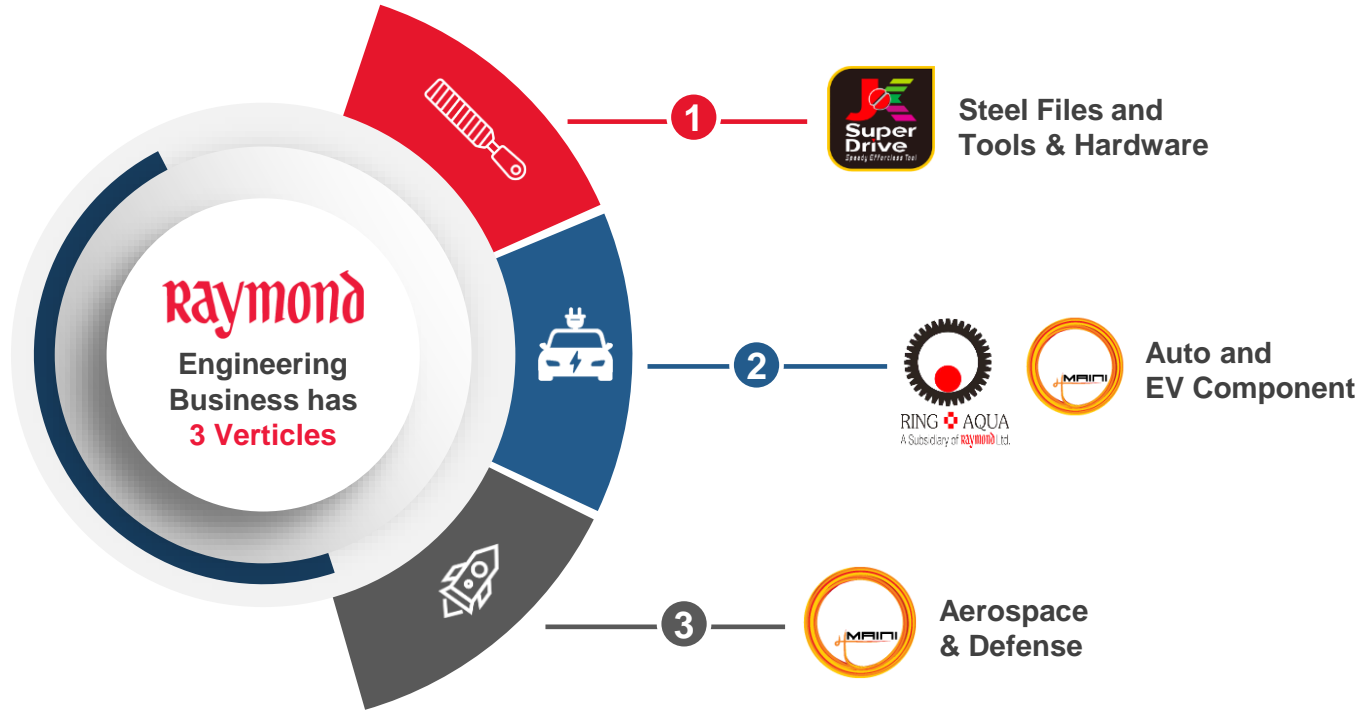 Raymond
Engineering
Business has
3 Verticles
1
JK
Super
Drive
Speedy Effortless Tool
Steel Files and
Tools & Hardware
2
RING AQUA
A Subsidiary of Raymond Ltd.
MAINI
Auto and
EV Component
3
MAINI
Aerospace
& Defense